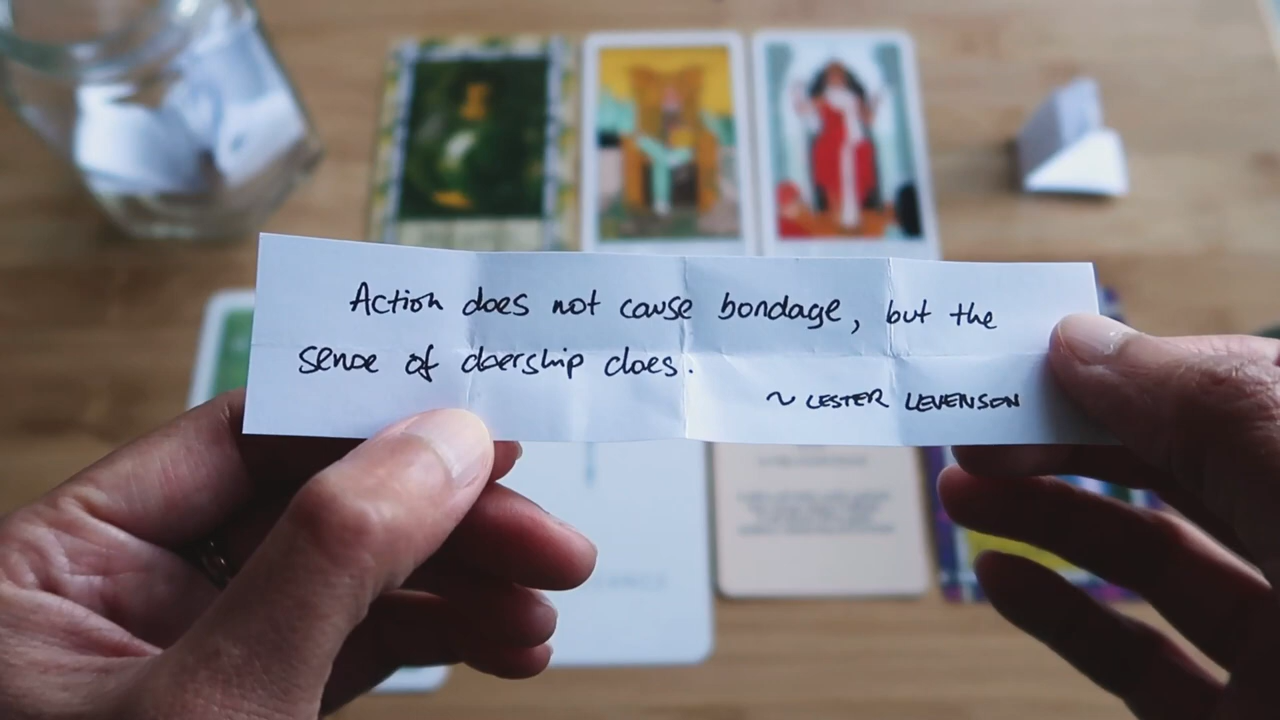 Action does not cause bondage, but the
sense of doership does.
~ LESTER LEVENSON